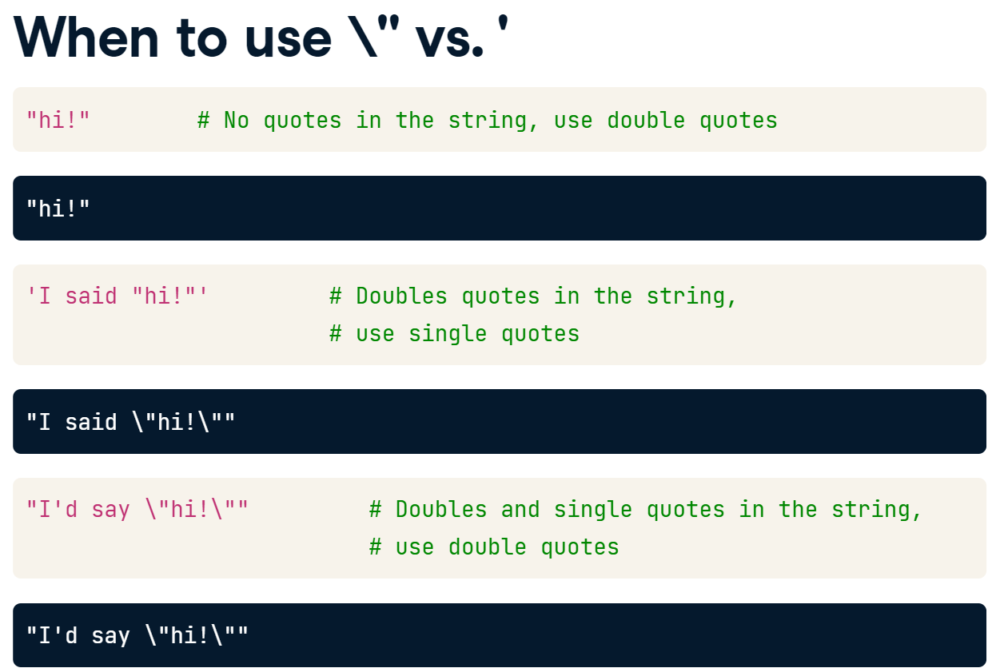 When to use \" vs. '
"hi!" # No quotes in the string, use double quotes
"hi!"
'I said "hi!"' # Doubles quotes in the string,
# use single quotes
"I said \"hi!\""
"I'd say \"hi!\"" # Doubles and single quotes in the string,
# use double quotes
"I'd say \"hi!\""